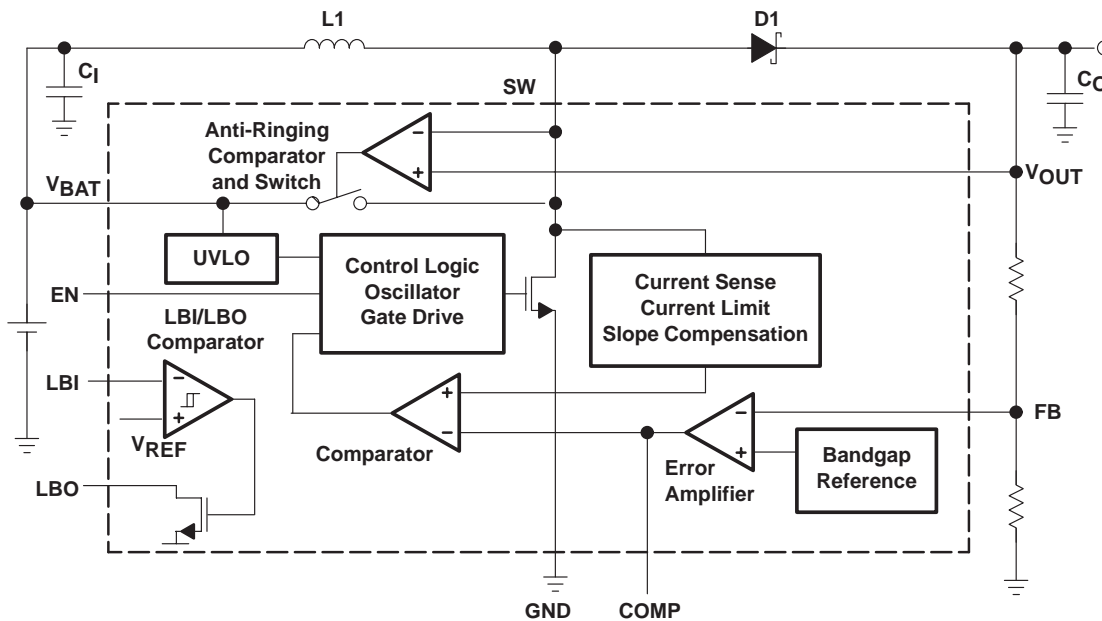 L1
D1
CI
CO
SW
Anti-Ringing
Comparator
and Switch
−
+
VBAT
VOUT
UVLO
Control Logic
Oscillator
Gate Drive
Current Sense
Current Limit
Slope Compensation
EN
LBI/LBO
Comparator
LBI
−
+
VREF
+
−
Comparator
−
+
FB
Error
Amplifier
Bandgap
Reference
LBO
GND
COMP